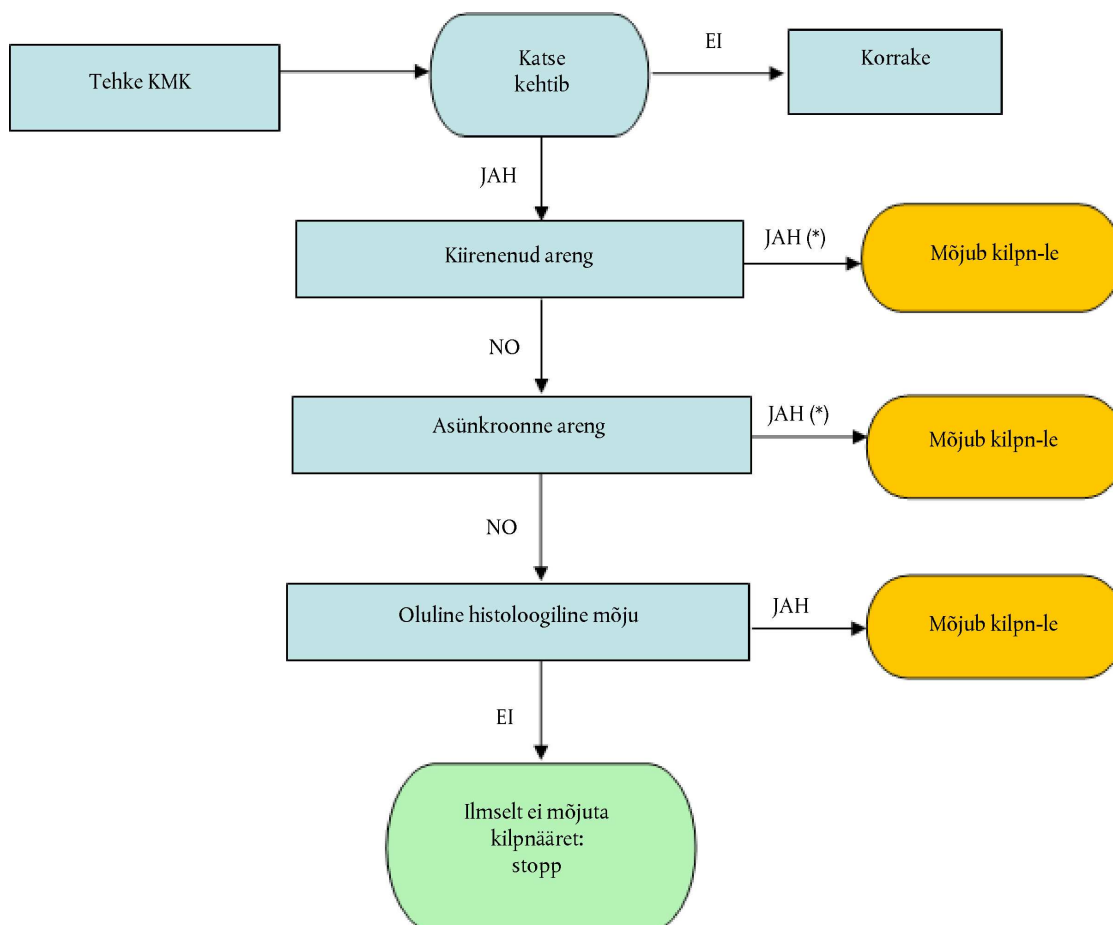 Tehke KMK
Katse
kehtib
EI
Korrake
JAH
Kiirenenud areng
JAH (*)
Mõjub kilpn-le
NO
Asünkroonne areng
JAH (*)
Mõjub kilpn-le
NO
Oluline histoloogiline mõju
JAH
Mõjub kilpn-le
EI
Ilmselt ei mõjuta
kilpnääret:
stopp